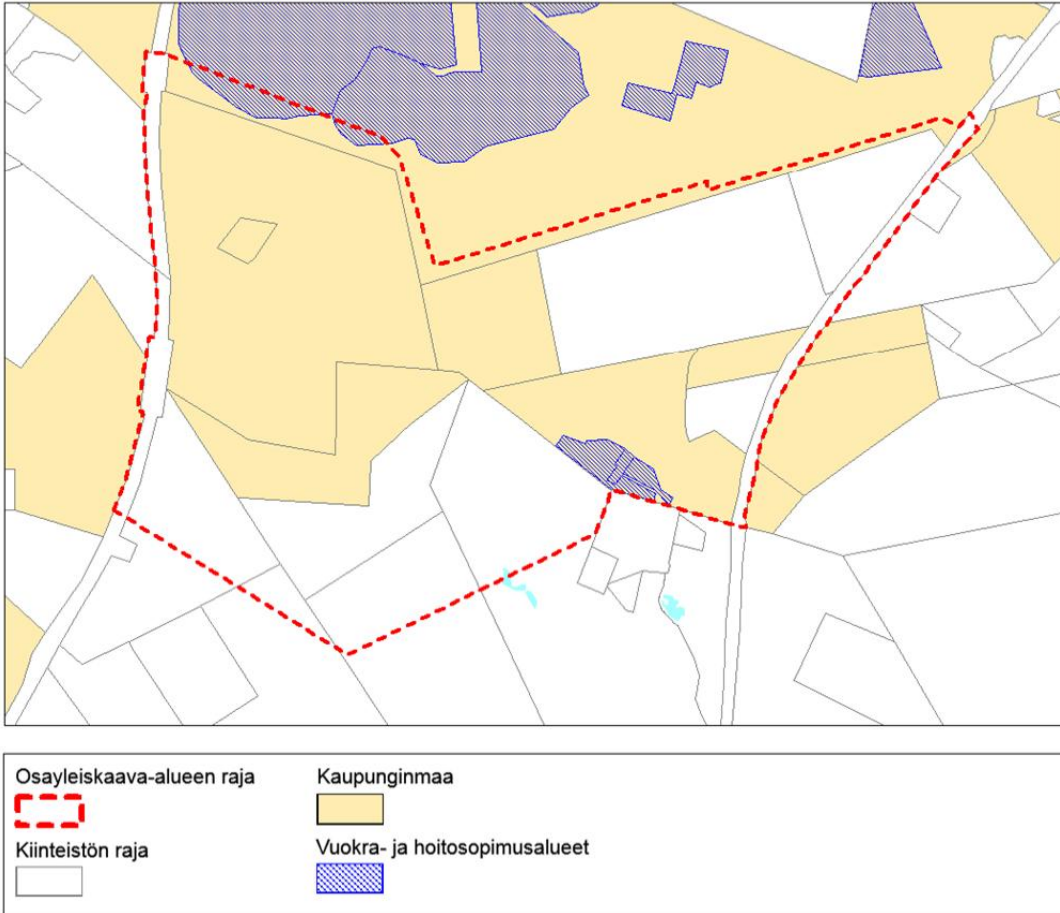 Osayleiskaava-alueen raja
Kaupunginmaa
Kiinteistön raja
Vuokra- ja hoitosopimusalueet